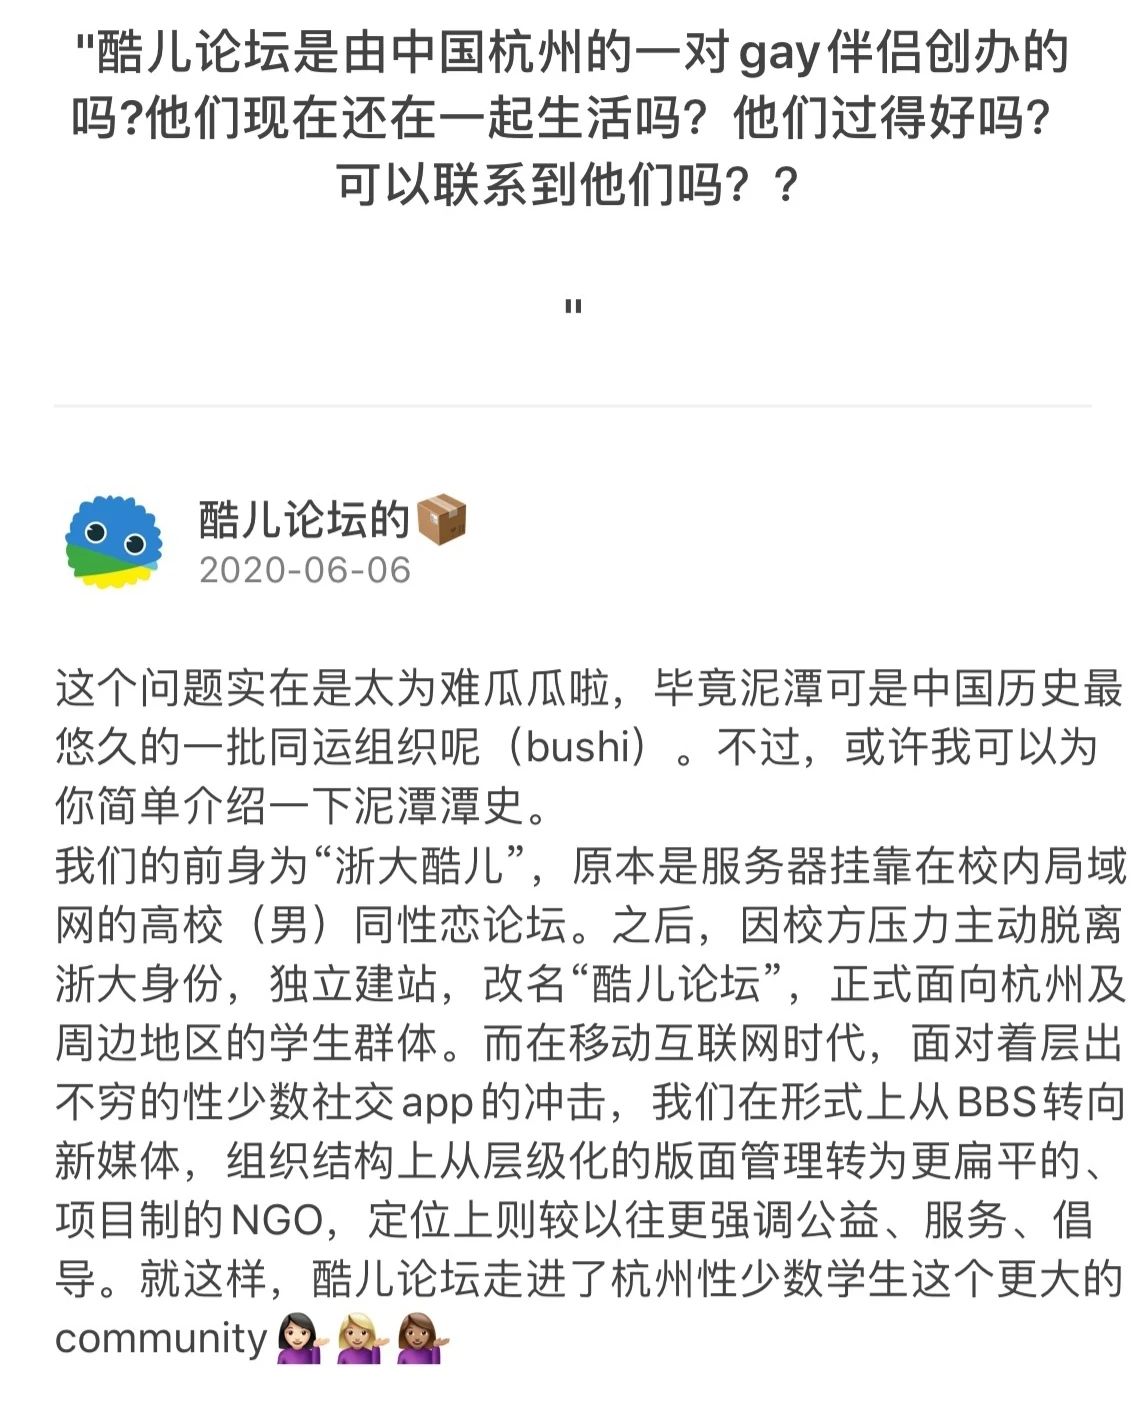 "酷儿论坛是由中国杭州的一对gay伴侣创办的
吗?他们现在还在一起生活吗？他们过得好吗？
可以联系到他们吗？？
"
酷儿论坛的📦
2020-06-06
这个问题实在是太为难瓜瓜啦，毕竟泥潭可是中国历史最
悠久的一批同运组织呢（bushi）。不过，或许我可以为
你简单介绍一下泥潭潭史。
我们的前身为“浙大酷儿”，原本是服务器挂靠在校内局域
网的高校（男）同性恋论坛。之后，因校方压力主动脱离
浙大身份，独立建站，改名“酷儿论坛”，正式面向杭州及
周边地区的学生群体。而在移动互联网时代，面对着层出
不穷的性少数社交app的冲击，我们在形式上从BBS转向
新媒体，组织结构上从层级化的版面管理转为更扁平的、
项目制的NGO，定位上则较以往更强调公益、服务、倡
导。就这样，酷儿论坛走进了杭州性少数学生这个更大的
community💁🏻‍♀️💁🏼‍♀️💁🏽‍♀️